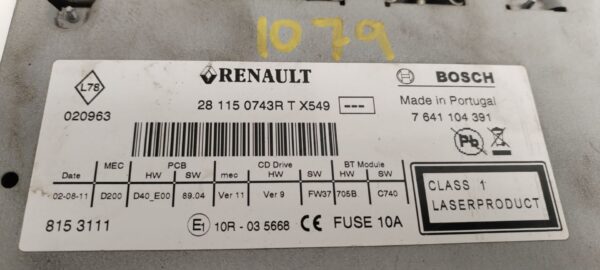 1079
L78
RENAULT
BOSCH
020963
28 115 0743R T X549 ---
Made in Portugal
7 641 104 391
Pb
MEC PCB CD Drive BT Module
Date HW SW mec HW SW HW SW
02-08-11 D200 D40_E00 89.04 Ver 11 Ver 9 FW37 705B C740
CLASS 1
LASERPRODUCT
815 3111
E1 10R - 03 5668 CE FUSE 10A